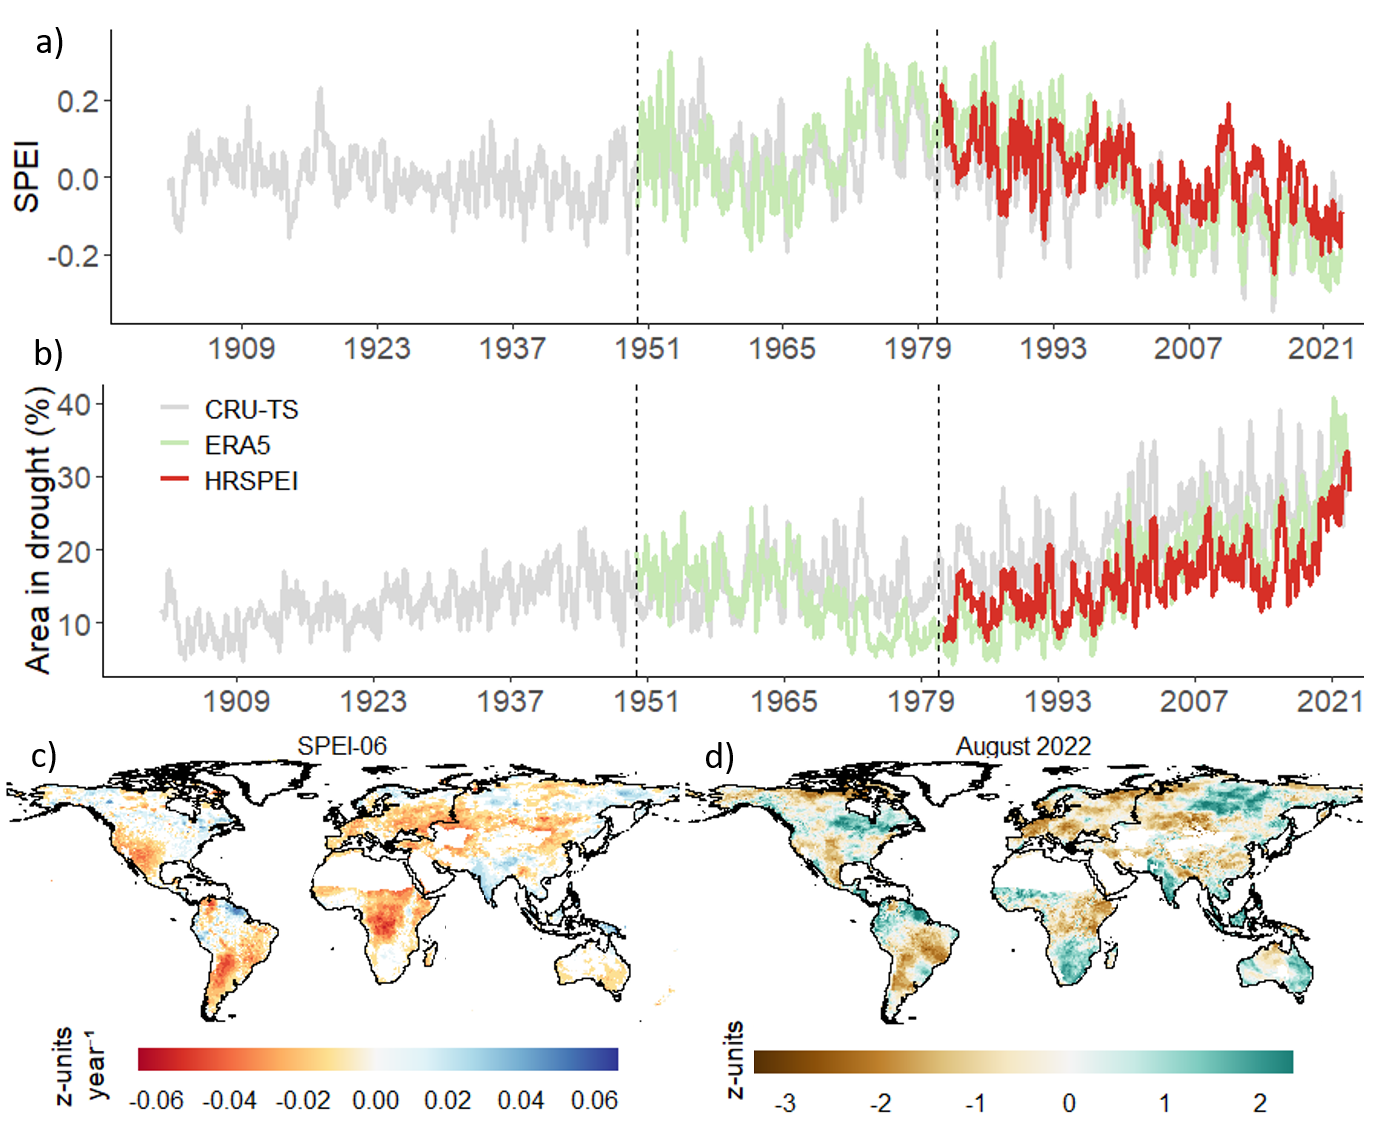 a)
SPEI
0.2
0.0
-0.2
1909 1923 1937 1951 1965 1979 1993 2007 2021
b)
Area in drought (%)
40
30
20
10
CRU-TS
ERA5
HRSPEI
1909 1923 1937 1951 1965 1979 1993 2007 2021
c)
SPEI-06
d)
August 2022
z-units
year⁻¹
-0.06 -0.04 -0.02 0.00 0.02 0.04 0.06
z-units
-3 -2 -1 0 1 2